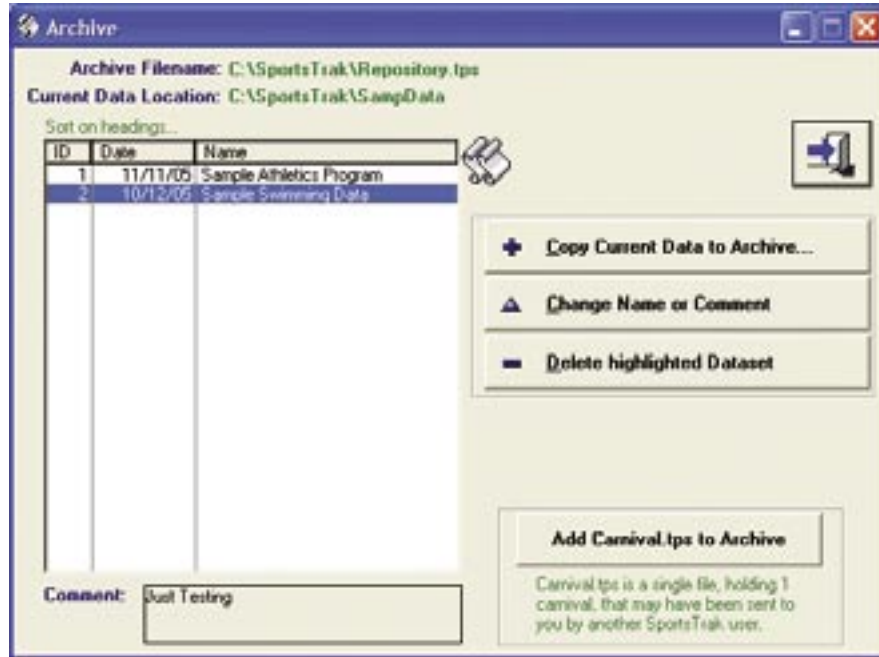 Archive
Archive Filename: C:\SportsTrak\Repository.tps
Current Data Location: C:\SportsTrak\SampData
Sort on headings...
ID Date Name
1 11/11/05 Sample Athletics Program
2 10/12/05 Sample Swimming Data
Copy Current Data to Archive...
Change Name or Comment
Delete highlighted Dataset
Add Carnival.tps to Archive
Carnival.tps is a single file, holding 1
carnival, that may have been sent to
you by another SportsTrak user.
Comment: Just Testing